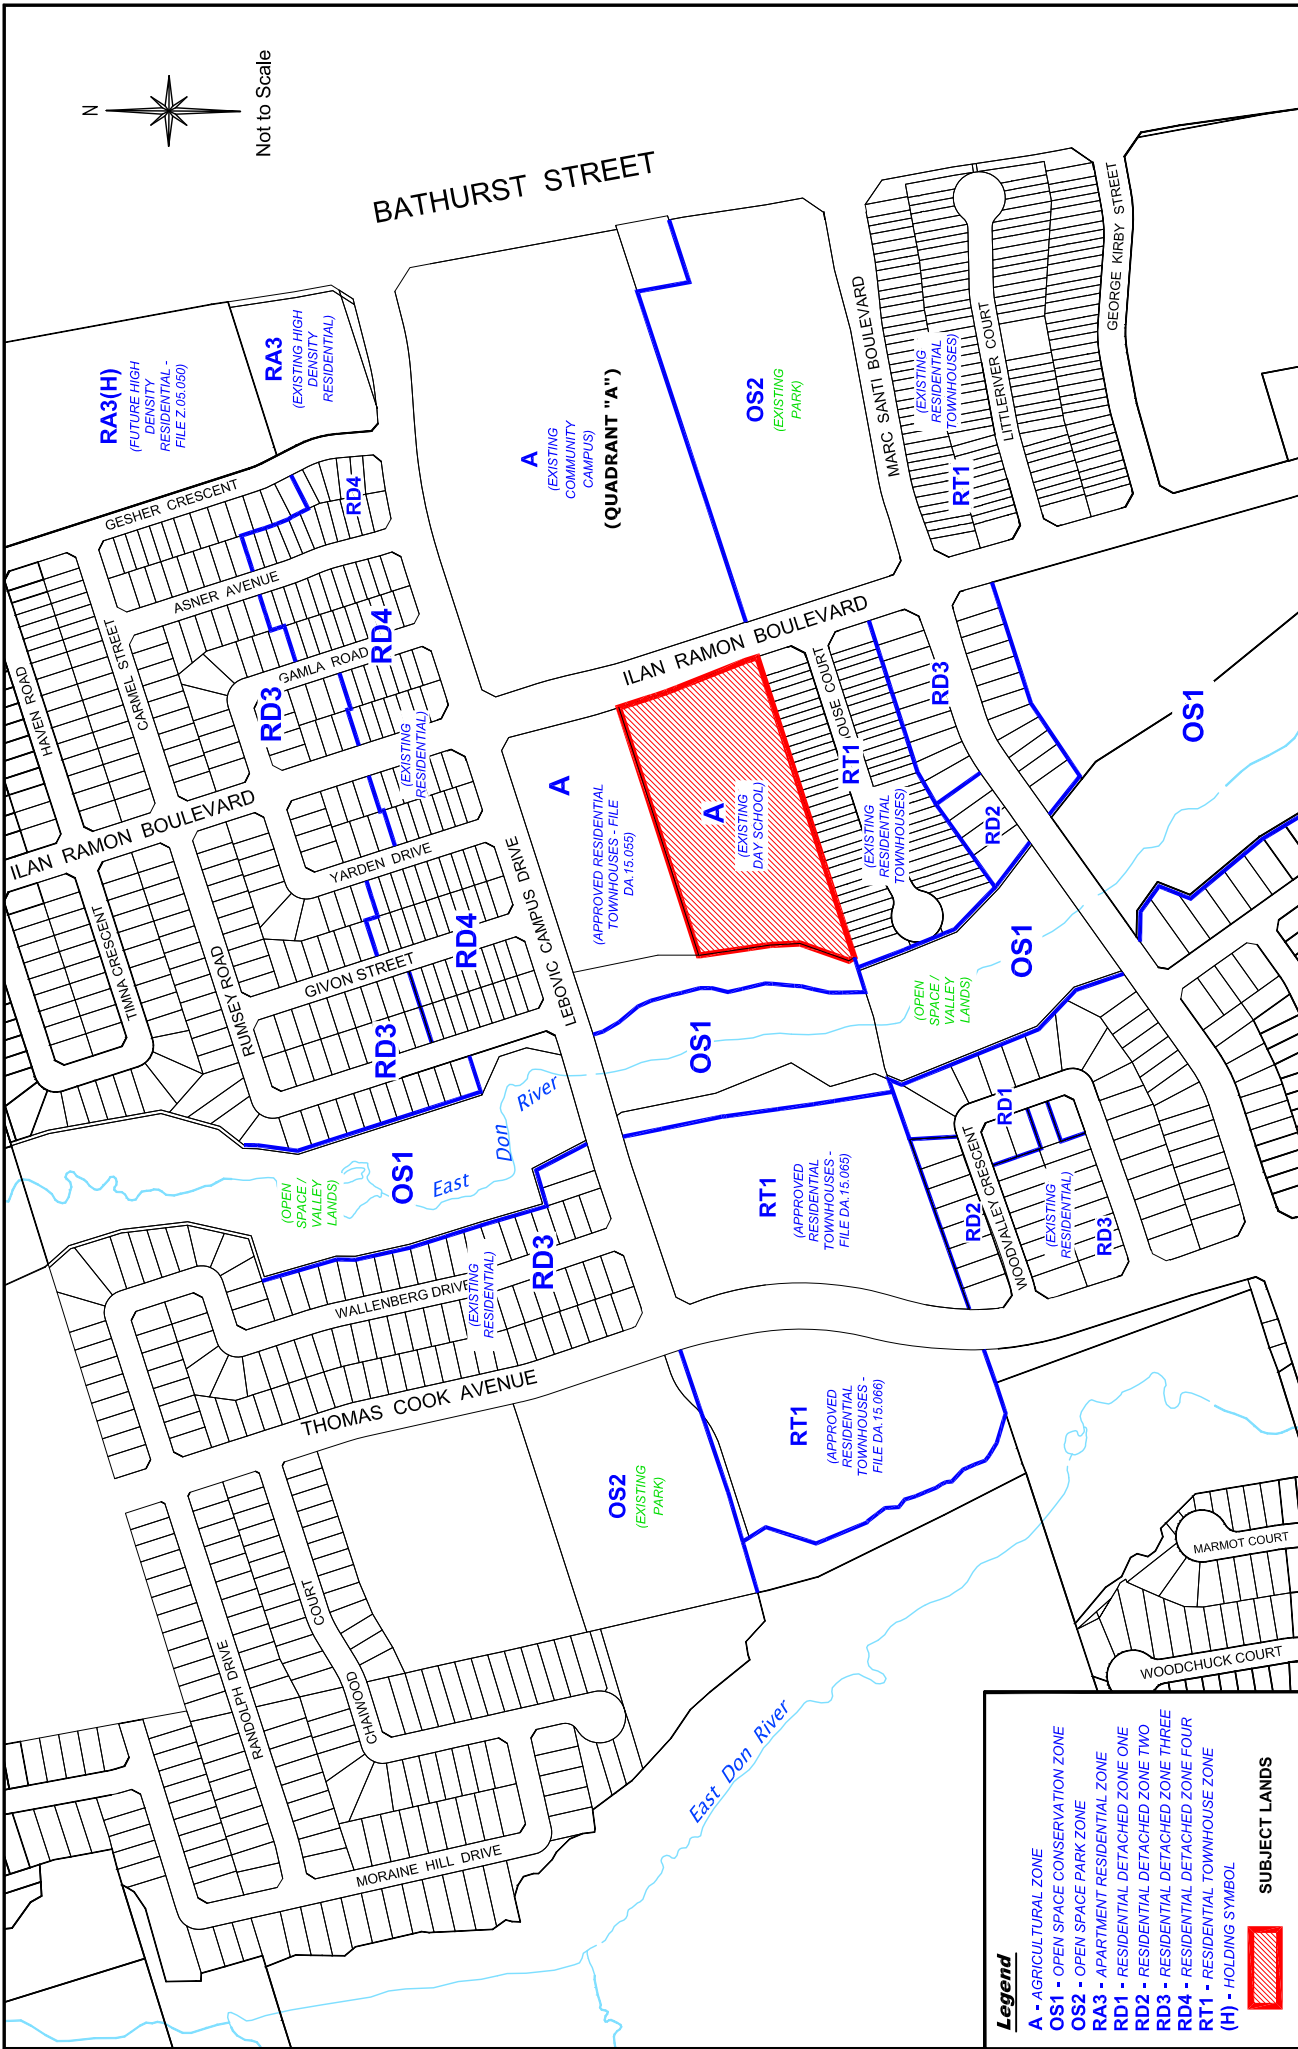 N
Not to Scale
BATHURST STREET
RA3(H)
(FUTURE HIGH
DENSITY
RESIDENTIAL -
FILE Z.05.050)
RA3
(EXISTING HIGH
DENSITY
RESIDENTIAL)
GESHER CRESCENT
RD4
ASNER AVENUE
HAVEN ROAD
CARMEL STREET
GAMLA ROAD
RD3
RD4
(EXISTING
RESIDENTIAL)
ILAN RAMON BOULEVARD
YARDEN DRIVE
TIMNA CRESCENT
RUMSEY ROAD
GIVON STREET
RD4
RD3
LEBOVIC CAMPUS DRIVE
A
(EXISTING
COMMUNITY
CAMPUS)
(QUADRANT "A")
OS2
(EXISTING
PARK)
MARC SANTI BOULEVARD
(EXISTING
RESIDENTIAL
TOWNHOUSES)
RT1
LITTLERIVER COURT
GEORGE KIRBY STREET
ILAN RAMON BOULEVARD
A
(APPROVED RESIDENTIAL
TOWNHOUSES - FILE
DA.15.055)
A
(EXISTING
DAY SCHOOL)
OUSE COURT
RT1
(EXISTING
RESIDENTIAL
TOWNHOUSES)
RD3
RD2
OS1
OS1
(OPEN
SPACE /
VALLEY
LANDS)
OS1
East Don River
OS1
(OPEN
SPACE /
VALLEY
LANDS)
RD3
WALLENBERG DRIVE
(EXISTING
RESIDENTIAL)
THOMAS COOK AVENUE
RT1
(APPROVED
RESIDENTIAL
TOWNHOUSES -
FILE DA.15.065)
RD1
RD2
WOODVALLEY CRESCENT
(EXISTING
RESIDENTIAL)
RD3
RT1
(APPROVED
RESIDENTIAL
TOWNHOUSES -
FILE DA.15.066)
OS2
(EXISTING
PARK)
RANDOLPH DRIVE
CHAIWOOD COURT
MORAINE HILL DRIVE
East Don River
MARMOT COURT
WOODCHUCK COURT
Legend
A - AGRICULTURAL ZONE
OS1 - OPEN SPACE CONSERVATION ZONE
OS2 - OPEN SPACE PARK ZONE
RA3 - APARTMENT RESIDENTIAL ZONE
RD1 - RESIDENTIAL DETACHED ZONE ONE
RD2 - RESIDENTIAL DETACHED ZONE TWO
RD3 - RESIDENTIAL DETACHED ZONE THREE
RD4 - RESIDENTIAL DETACHED ZONE FOUR
RT1 - RESIDENTIAL TOWNHOUSE ZONE
(H) - HOLDING SYMBOL
SUBJECT LANDS